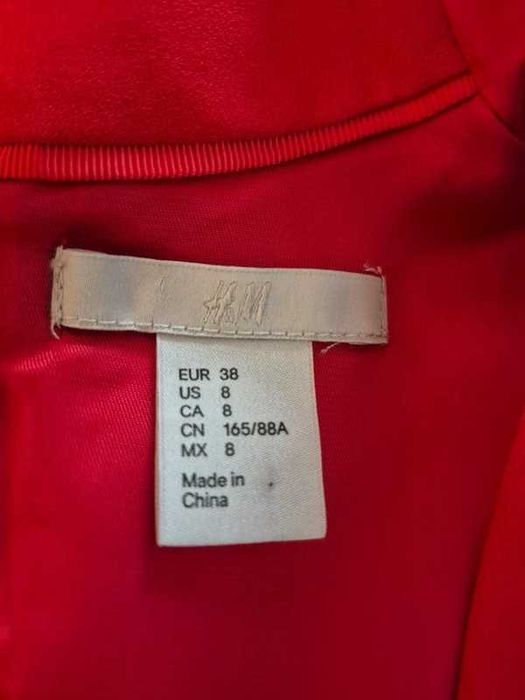 H&M
EUR 38
US 8
CA 8
CN 165/88A
MX 8
Made in
China